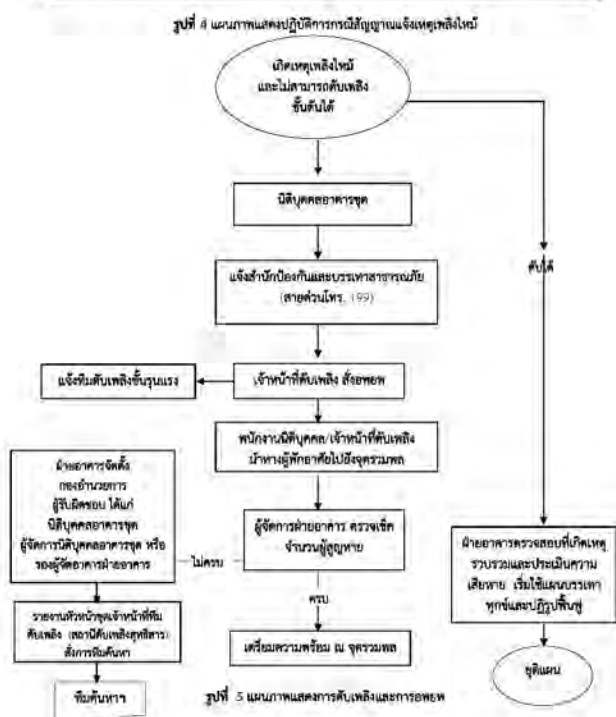 รูปที่ 4 แผนภาพแสดงปฏิบัติการกรณีสัญญาณแจ้งเหตุเพลิงไหม้
เกิดเหตุเพลิงไหม้
และไม่สามารถดับเพลิง
ขั้นต้นได้
นิติบุคคลอาคารชุด
แจ้งสำนักป้องกันและบรรเทาสาธารณภัย
(สายด่วนโทร. 199)
ดับได้
แจ้งทีมดับเพลิงขั้นรุนแรง
เจ้าหน้าที่ดับเพลิง สั่งอพยพ
พนักงานนิติบุคคล/เจ้าหน้าที่ดับเพลิง
นำทางผู้พักอาศัยไปยังจุดรวมพล
ฝ่ายอาคารจัดตั้ง
กองอำนวยการ
ผู้รับผิดชอบ ได้แก่
นิติบุคคลอาคารชุด
ผู้จัดการนิติบุคคลอาคารชุด หรือ
รองผู้จัดอาคารฝ่ายอาคาร
ไม่ครบ
ผู้จัดการฝ่ายอาคาร ตรวจเช็ค
จำนวนผู้สูญหาย
ครบ
ฝ่ายอาคารตรวจสอบที่เกิดเหตุ
รวบรวมและประเมินความ
เสียหาย เริ่มใช้แผนบรรเทา
ทุกข์และปฏิรูปฟื้นฟู
รายงานหัวหน้าชุดเจ้าหน้าที่ทีม
ดับเพลิง (สถานีดับเพลิงสุทธิสาร)
สั่งการทีมค้นหา
เตรียมความพร้อม ณ จุดรวมพล
ยุติแผน
ทีมค้นหาฯ
รูปที่ 5 แผนภาพแสดงการดับเพลิงและการอพยพ